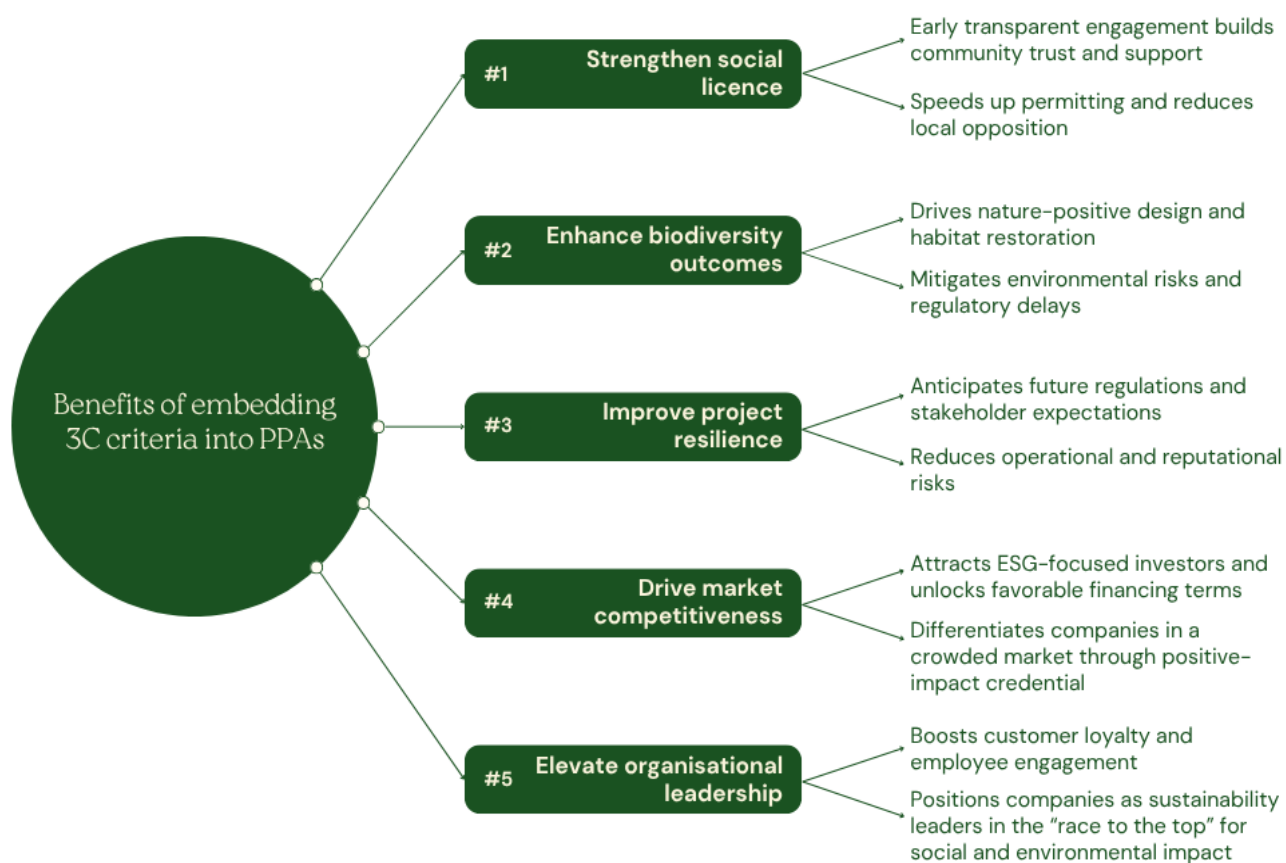 Benefits of embedding
3C criteria into PPAs
#1
Strengthen social
licence
Early transparent engagement builds
community trust and support
Speeds up permitting and reduces
local opposition
#2
Enhance biodiversity
outcomes
Drives nature-positive design and
habitat restoration
Mitigates environmental risks and
regulatory delays
#3
Improve project
resilience
Anticipates future regulations and
stakeholder expectations
Reduces operational and reputational
risks
#4
Drive market
competitiveness
Attracts ESG-focused investors and
unlocks favorable financing terms
Differentiates companies in a
crowded market through positive-
impact credential
#5
Elevate organisational
leadership
Boosts customer loyalty and
employee engagement
Positions companies as sustainability
leaders in the “race to the top” for
social and environmental impact